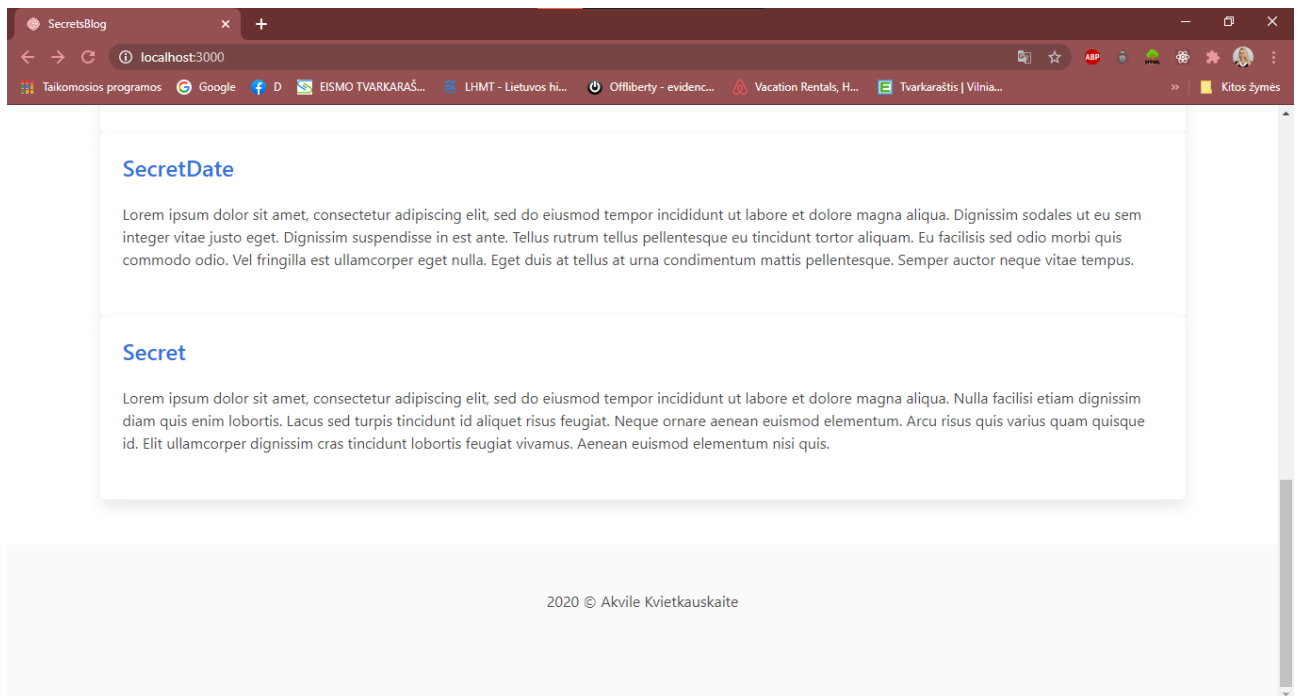 SecretsBlog
localhost:3000
ABP
Taikomosios programos Google D EISMO TVARKARAŠ... LHMT - Lietuvos hi... Offliberty - evidenc... Vacation Rentals, H... Tvarkaraštis | Vilnia... » Kitos žymės
SecretDate
Lorem ipsum dolor sit amet, consectetur adipiscing elit, sed do eiusmod tempor incididunt ut labore et dolore magna aliqua. Dignissim sodales ut eu sem
integer vitae justo eget. Dignissim suspendisse in est ante. Tellus rutrum tellus pellentesque eu tincidunt tortor aliquam. Eu facilisis sed odio morbi quis
commodo odio. Vel fringilla est ullamcorper eget nulla. Eget duis at tellus at urna condimentum mattis pellentesque. Semper auctor neque vitae tempus.
Secret
Lorem ipsum dolor sit amet, consectetur adipiscing elit, sed do eiusmod tempor incididunt ut labore et dolore magna aliqua. Nulla facilisi etiam dignissim
diam quis enim lobortis. Lacus sed turpis tincidunt id aliquet risus feugiat. Neque ornare aenean euismod elementum. Arcu risus quis varius quam quisque
id. Elit ullamcorper dignissim cras tincidunt lobortis feugiat vivamus. Aenean euismod elementum nisi quis.
2020 © Akvile Kvietkauskaite